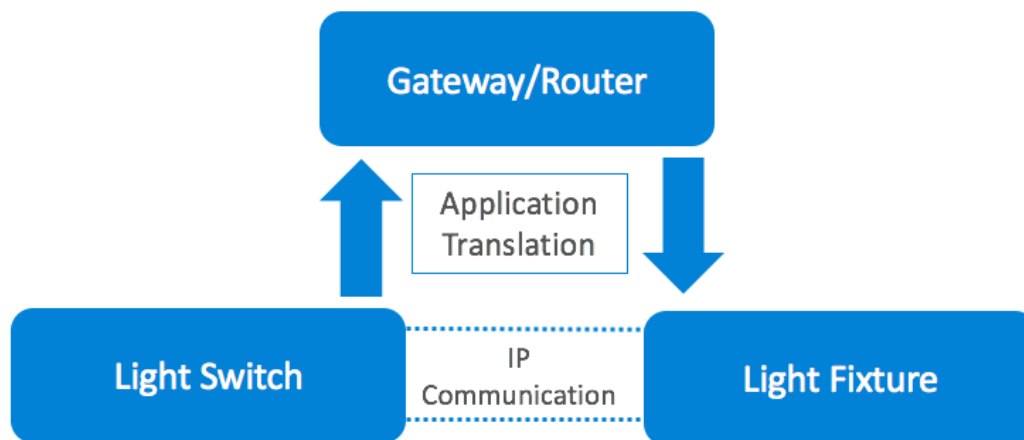 Gateway/Router
Application
Translation
Light Switch
IP
Communication
Light Fixture